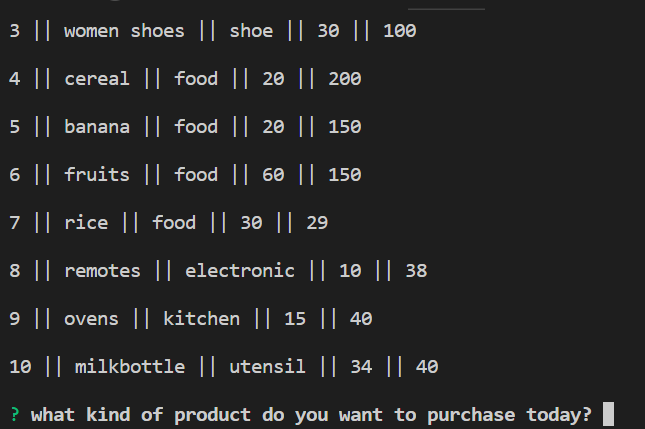 3 || women shoes || shoe || 30 || 100
4 || cereal || food || 20 || 200
5 || banana || food || 20 || 150
6 || fruits || food || 60 || 150
7 || rice || food || 30 || 29
8 || remotes || electronic || 10 || 38
9 || ovens || kitchen || 15 || 40
10 || milkbottle || utensil || 34 || 40
? what kind of product do you want to purchase today?